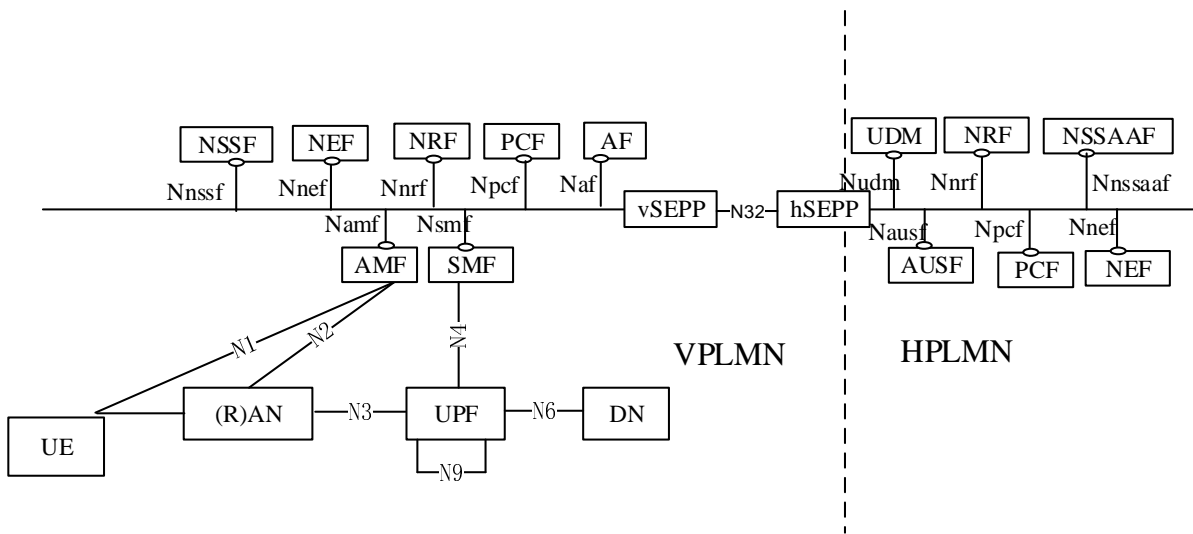 NSSF
NEF
NRF
PCF
AF
UDM
NRF
NSSAAF
Nnssf
Nnef
Nnrf
Npcf
Naf
Nudm
Nnrf
Nnssaaf
vSEPP
N32
hSEPP
Namf
Nsmf
Nausf
Npcf
Nnef
AMF
SMF
AUSF
PCF
NEF
N1
N2
N4
VPLMN
HPLMN
UE
(R)AN
N3
UPF
N6
DN
N9